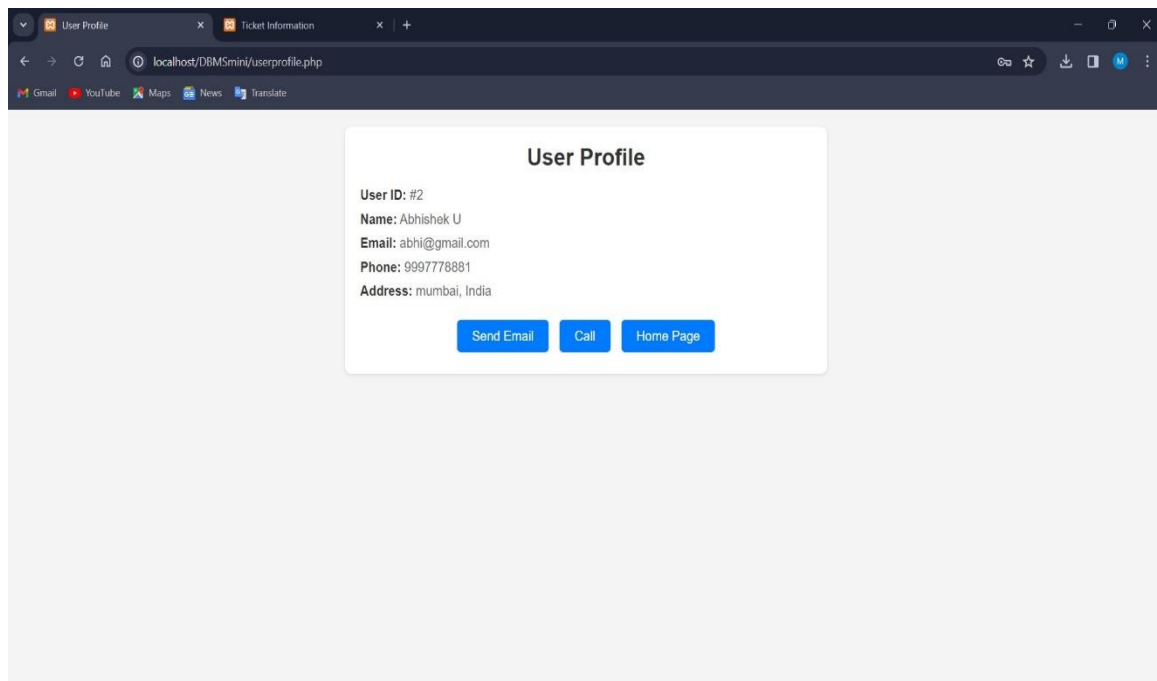 User Profile
Ticket Information
localhost/DBMSmini/userprofile.php
M
Gmail YouTube Maps News Translate
User Profile
User ID: #2
Name: Abhishek U
Email: abhi@gmail.com
Phone: 9997778881
Address: mumbai, India
Send Email Call Home Page